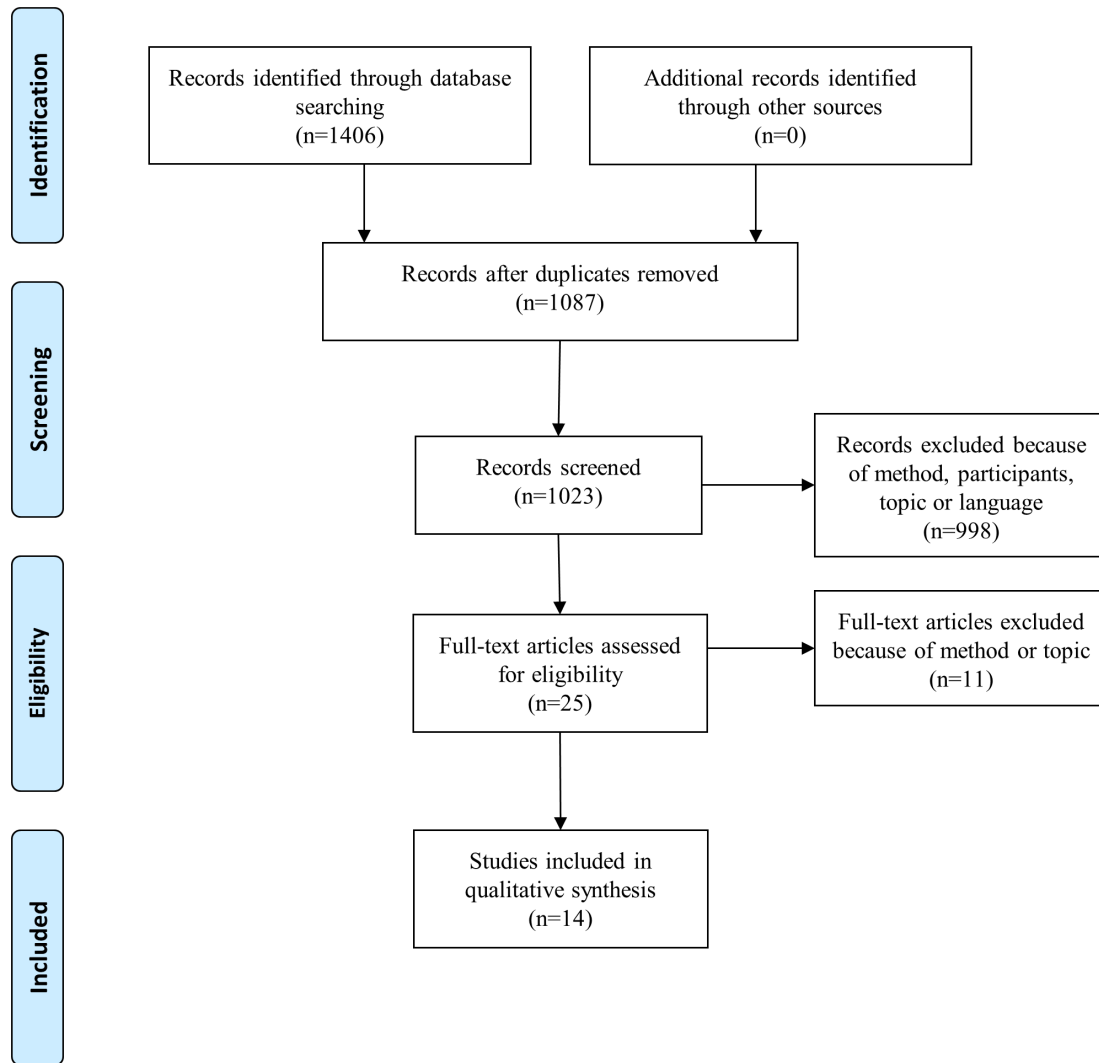 Identification
Records identified through database
searching
(n=1406)
Additional records identified
through other sources
(n=0)
Records after duplicates removed
(n=1087)
Screening
Records screened
(n=1023)
Records excluded because
of method, participants,
topic or language
(n=998)
Eligibility
Full-text articles assessed
for eligibility
(n=25)
Full-text articles excluded
because of method or topic
(n=11)
Included
Studies included in
qualitative synthesis
(n=14)